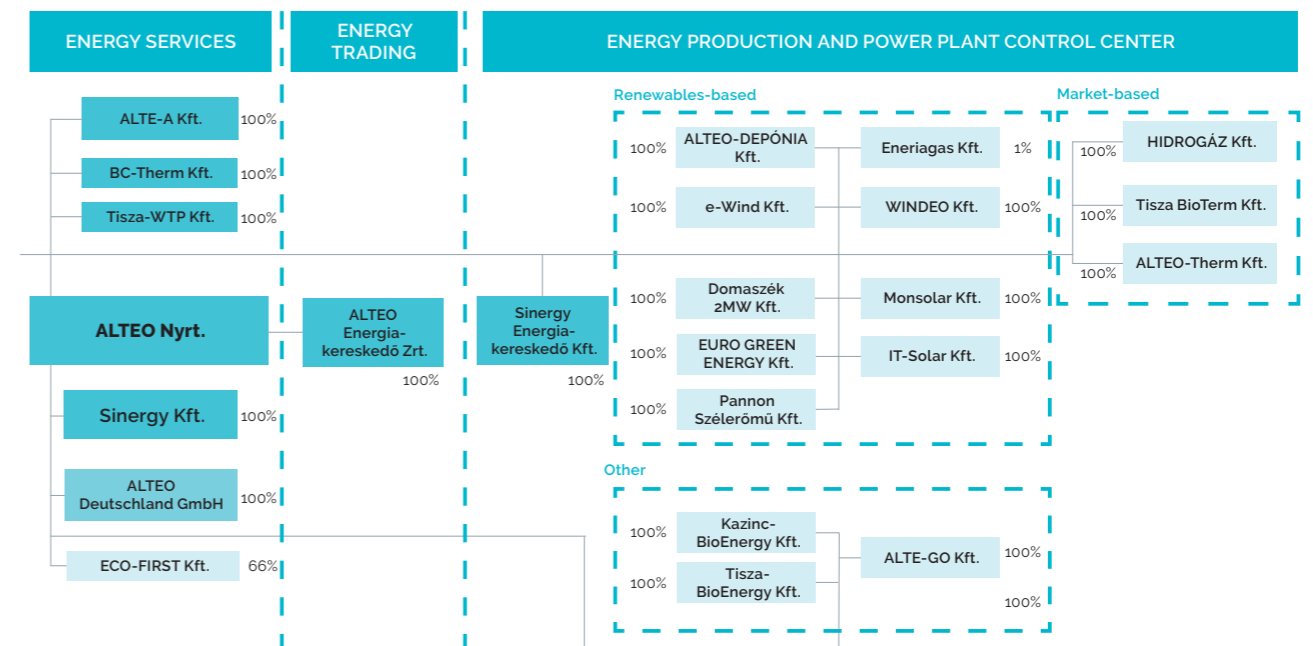 ENERGY SERVICES
ENERGY
TRADING
ENERGY PRODUCTION AND POWER PLANT CONTROL CENTER
ALTE-A Kft.
100%
BC-Therm Kft.
100%
Tisza-WTP Kft.
100%
ALTEO Nyrt.
Sinergy Kft.
100%
ALTEO
Deutschland GmbH
100%
ECO-FIRST Kft.
66%
ALTEO
Energia-
kereskedő Zrt.
100%
Sinergy
Energia-
kereskedő Kft.
100%
Renewables-based
100%
ALTEO-DEPÓNIA
Kft.
Eneriagas Kft.
1%
100%
e-Wind Kft.
WINDEO Kft.
100%
100%
Domaszék
2MW Kft.
Monsolar Kft.
100%
100%
EURO GREEN
ENERGY Kft.
IT-Solar Kft.
100%
100%
Pannon
Szélerőmű Kft.
Market-based
100%
HIDROGÁZ Kft.
100%
Tisza BioTerm Kft.
100%
ALTEO-Therm Kft.
Other
100%
Kazinc-
BioEnergy Kft.
100%
Tisza-
BioEnergy Kft.
ALTE-GO Kft.
100%
100%